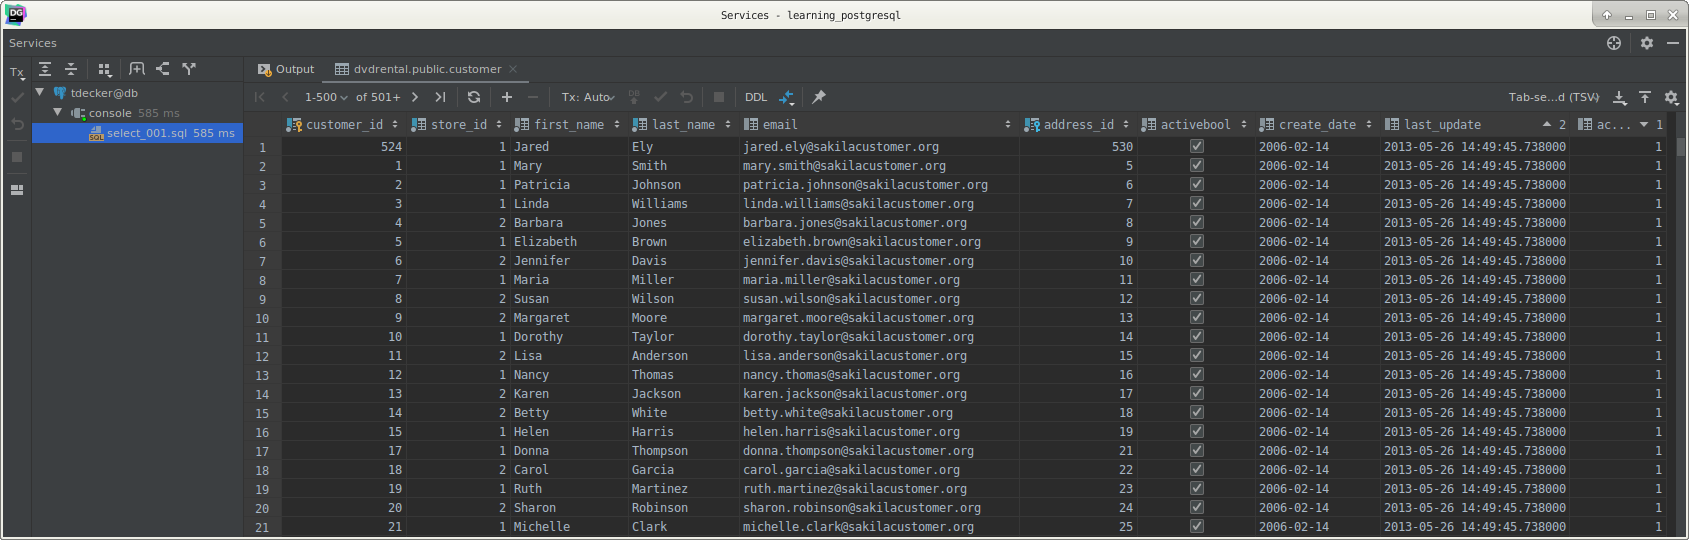 DG
Services - learning_postgresql
Services
Tx
tdecker@db
console 585 ms
SQL select_001.sql 585 ms
Output dvdrental.public.customer
1-500 of 501+ Tx: Auto DB DDL Tab-se...d (TSV)
customer_id store_id first_name last_name email address_id activebool create_date last_update 2 ac... 1
1 524 1 Jared Ely jared.ely@sakilacustomer.org 530 2006-02-14 2013-05-26 14:49:45.738000 1
2 1 1 Mary Smith mary.smith@sakilacustomer.org 5 2006-02-14 2013-05-26 14:49:45.738000 1
3 2 1 Patricia Johnson patricia.johnson@sakilacustomer.org 6 2006-02-14 2013-05-26 14:49:45.738000 1
4 3 1 Linda Williams linda.williams@sakilacustomer.org 7 2006-02-14 2013-05-26 14:49:45.738000 1
5 4 2 Barbara Jones barbara.jones@sakilacustomer.org 8 2006-02-14 2013-05-26 14:49:45.738000 1
6 5 1 Elizabeth Brown elizabeth.brown@sakilacustomer.org 9 2006-02-14 2013-05-26 14:49:45.738000 1
7 6 2 Jennifer Davis jennifer.davis@sakilacustomer.org 10 2006-02-14 2013-05-26 14:49:45.738000 1
8 7 1 Maria Miller maria.miller@sakilacustomer.org 11 2006-02-14 2013-05-26 14:49:45.738000 1
9 8 2 Susan Wilson susan.wilson@sakilacustomer.org 12 2006-02-14 2013-05-26 14:49:45.738000 1
10 9 2 Margaret Moore margaret.moore@sakilacustomer.org 13 2006-02-14 2013-05-26 14:49:45.738000 1
11 10 1 Dorothy Taylor dorothy.taylor@sakilacustomer.org 14 2006-02-14 2013-05-26 14:49:45.738000 1
12 11 2 Lisa Anderson lisa.anderson@sakilacustomer.org 15 2006-02-14 2013-05-26 14:49:45.738000 1
13 12 1 Nancy Thomas nancy.thomas@sakilacustomer.org 16 2006-02-14 2013-05-26 14:49:45.738000 1
14 13 2 Karen Jackson karen.jackson@sakilacustomer.org 17 2006-02-14 2013-05-26 14:49:45.738000 1
15 14 2 Betty White betty.white@sakilacustomer.org 18 2006-02-14 2013-05-26 14:49:45.738000 1
16 15 1 Helen Harris helen.harris@sakilacustomer.org 19 2006-02-14 2013-05-26 14:49:45.738000 1
17 17 1 Donna Thompson donna.thompson@sakilacustomer.org 21 2006-02-14 2013-05-26 14:49:45.738000 1
18 18 2 Carol Garcia carol.garcia@sakilacustomer.org 22 2006-02-14 2013-05-26 14:49:45.738000 1
19 19 1 Ruth Martinez ruth.martinez@sakilacustomer.org 23 2006-02-14 2013-05-26 14:49:45.738000 1
20 20 2 Sharon Robinson sharon.robinson@sakilacustomer.org 24 2006-02-14 2013-05-26 14:49:45.738000 1
21 21 1 Michelle Clark michelle.clark@sakilacustomer.org 25 2006-02-14 2013-05-26 14:49:45.738000 1